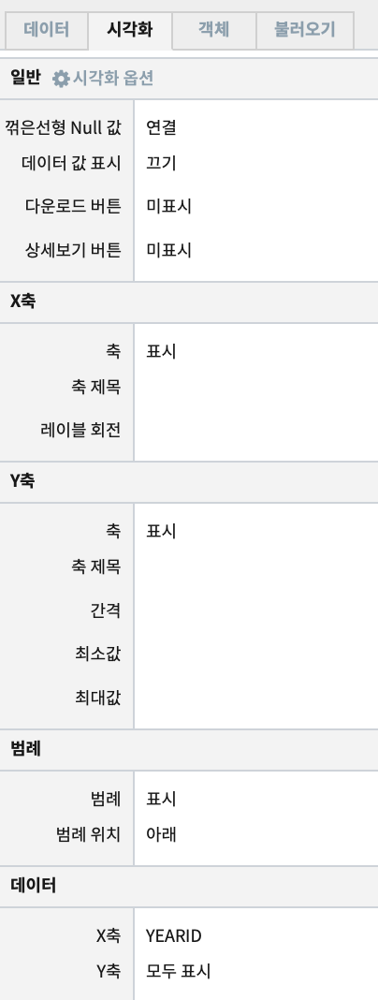 데이터 시각화 객체 불러오기
일반 시각화 옵션
꺾은선형 Null 값 연결
데이터 값 표시 끄기
다운로드 버튼 미표시
상세보기 버튼 미표시
X축
축 표시
축 제목
레이블 회전
Y축
축 표시
축 제목
간격
최소값
최대값
범례
범례 표시
범례 위치 아래
데이터
X축 YEARID
Y축 모두 표시